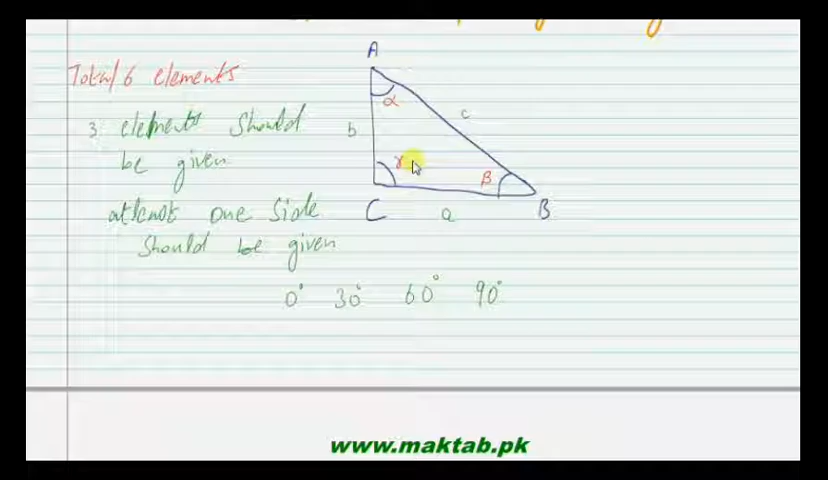 Total 6 elements
3 elements should
be given
atleast one side
should be given
0° 30° 60° 90°
A
α
c
b
γ
β
C
a
B
www.maktab.pk